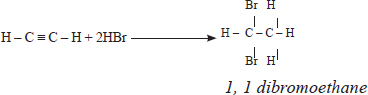 Br H
H – C ≡ C – H + 2HBr H – C – C – H
Br H
1, 1 dibromoethane